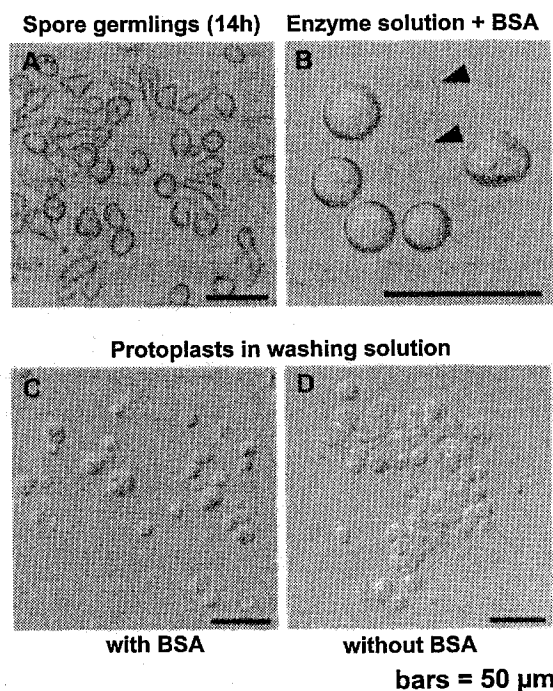 Spore germlings (14h) Enzyme solution + BSA
A B
Protoplasts in washing solution
C D
with BSA without BSA
bars = 50 µm